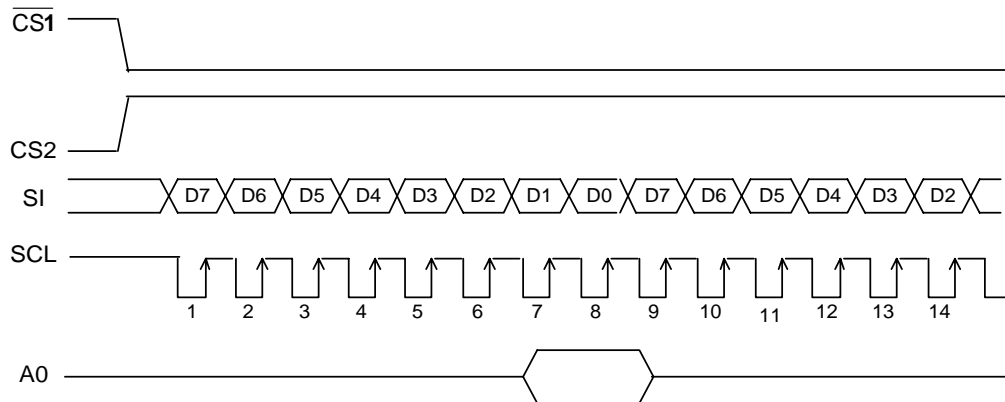 CS1
CS2
SI D7 D6 D5 D4 D3 D2 D1 D0 D7 D6 D5 D4 D3 D2
SCL
1 2 3 4 5 6 7 8 9 10 11 12 13 14
A0